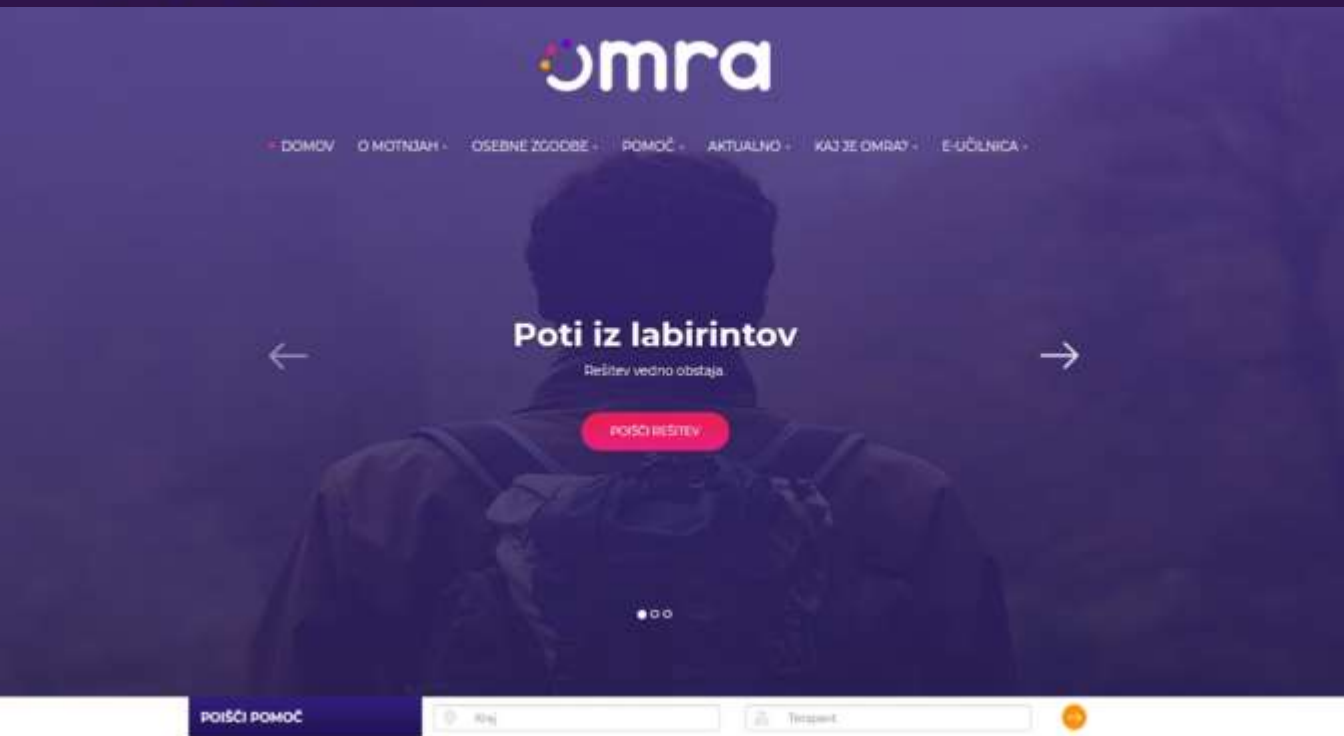 omra
DOMOV O MOTNJAH OSEBNE ZGODBE POMOČ AKTUALNO KAJ JE OMRA? E-UČILNICA
Poti iz labirintov
Rešitev vedno obstaja.
POIŠČI REŠITEV
POIŠČI POMOČ Kraj Terapevt